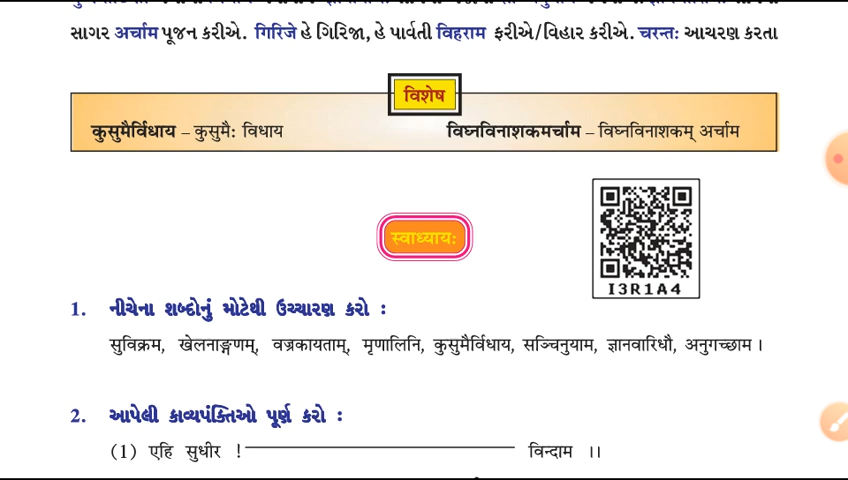 સાગર अर्चाम પૂજન કરીએ. गिरिजे હે ગિરિજા, હે પાર્વતી विहराम ફરીએ/વિહાર કરીએ. चरन्तः આચરણ કરતા
विशेष
कुसुमैर्विधाय – कुसुमैः विधाय विघ्नविनाशकमर्चाम – विघ्नविनाशकम् अर्चाम
स्वाध्यायः
I3R1A4
1. નીચેના શબ્દોનું મોટેથી ઉચ્ચારણ કરો :
सुविक्रम, खेलनाङ्गणम्, वज्रकायताम्, मृणालिनि, कुसुमैर्विधाय, सञ्चिनुयाम, ज्ञानवारिधौ, अनुगच्छाम ।
2. આપેલી કાવ્યપંક્તિઓ પૂર્ણ કરો :
(1) एहि सुधीर ! विन्दाम ।।